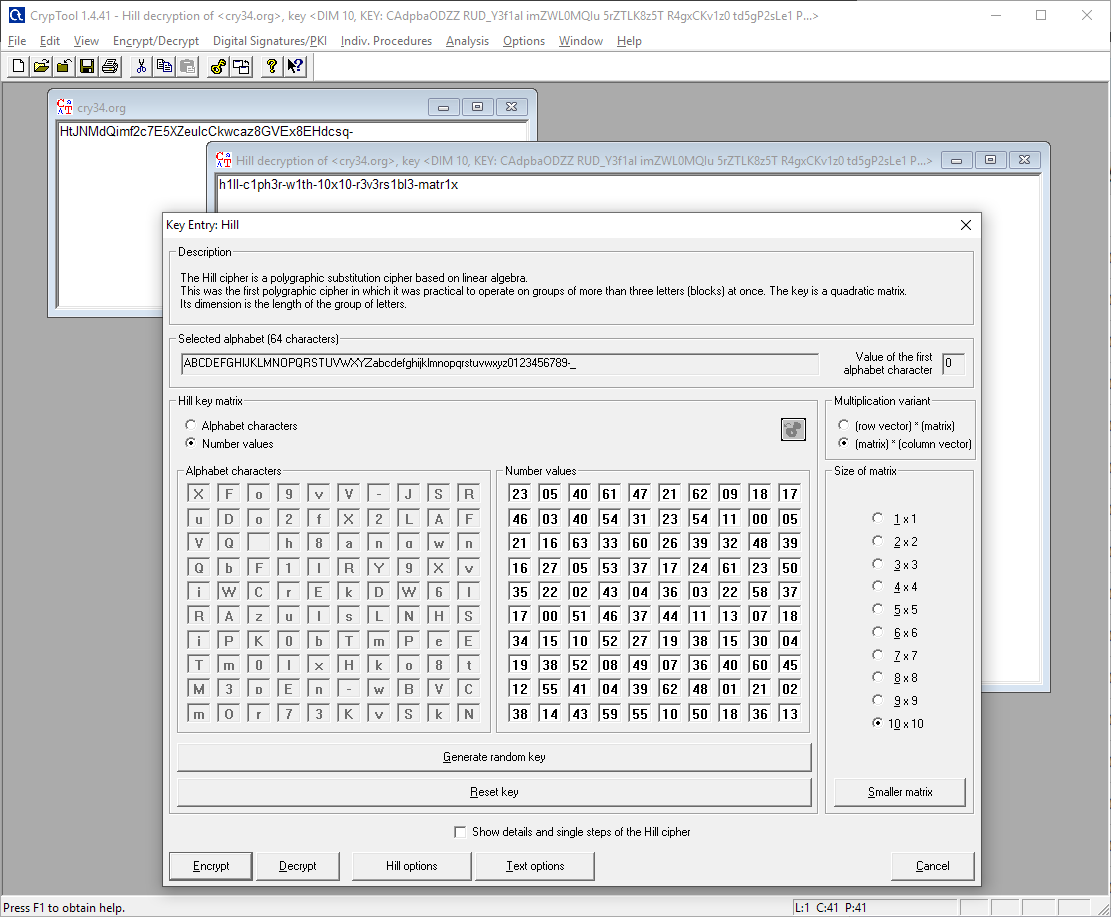 CrypTool 1.4.41 - Hill decryption of <cry34.org>, key <DIM 10, KEY: CAdpbaODZZ RUD_Y3f1aI imZWL0MQIu 5rZTLK8z5T R4gxCKv1z0 td5gP2sLe1 P...>
File Edit View Encrypt/Decrypt Digital Signatures/PKI Indiv. Procedures Analysis Options Window Help
cry34.org
HtJNMdQimf2c7E5XZeuIcCkwcaz8GVEx8EHdcsq-
Hill decryption of <cry34.org>, key <DIM 10, KEY: CAdpbaODZZ RUD_Y3f1aI imZWL0MQIu 5rZTLK8z5T R4gxCKv1z0 td5gP2sLe1 P...>
h1ll-c1ph3r-w1th-10x10-r3v3rs1bl3-matr1x
Key Entry: Hill
Description
The Hill cipher is a polygraphic substitution cipher based on linear algebra.
This was the first polygraphic cipher in which it was practical to operate on groups of more than three letters (blocks) at once. The key is a quadratic matrix.
Its dimension is the length of the group of letters.
Selected alphabet (64 characters)
ABCDEFGHIJKLMNOPQRSTUVWXYZabcdefghijklmnopqrstuvwxyz0123456789-_
Value of the first
alphabet character
0
Hill key matrix
Alphabet characters
Number values
Multiplication variant
(row vector) * (matrix)
(matrix) * (column vector)
Alphabet characters
X F o 9 v V - J S R
u D o 2 f X 2 L A F
V Q h 8 a n g w n
Q b F 1 l R Y 9 X y
j W C r E k D W 6 l
R A z u l s L N H S
i P K 0 b T m P e E
T m 0 I x H k o 8 t
M 3 p E n - w B V C
m O r 7 3 K y S k N
Number values
23 05 40 61 47 21 62 09 18 17
46 03 40 54 31 23 54 11 00 05
21 16 63 33 60 26 39 32 48 39
16 27 05 53 37 17 24 61 23 50
35 22 02 43 04 36 03 22 58 37
17 00 51 46 37 44 11 13 07 18
34 15 10 52 27 19 38 15 30 04
19 38 52 08 49 07 36 40 60 45
12 55 41 04 39 62 48 01 21 02
38 14 43 59 55 10 50 18 36 13
Size of matrix
1 x 1
2 x 2
3 x 3
4 x 4
5 x 5
6 x 6
7 x 7
8 x 8
9 x 9
10 x 10
Generate random key
Reset key
Smaller matrix
Show details and single steps of the Hill cipher
Encrypt Decrypt Hill options Text options Cancel
Press F1 to obtain help.
L:1 C:41 P:41